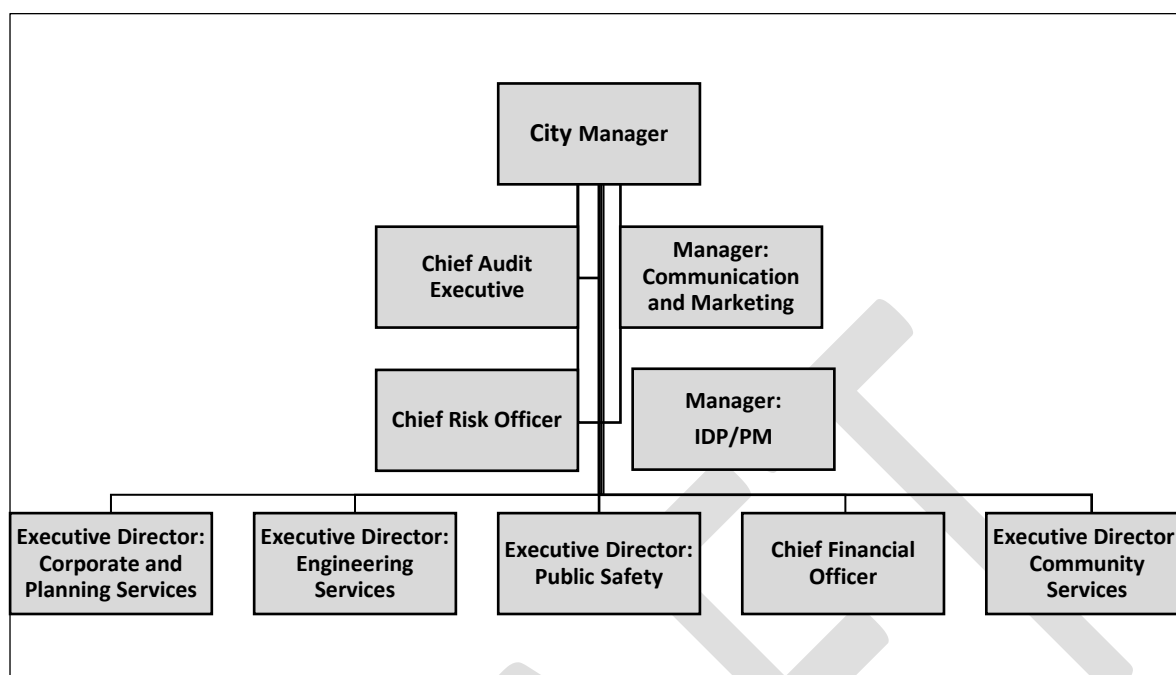 City Manager
Chief Audit
Executive
Manager:
Communication
and Marketing
Chief Risk Officer
Manager:
IDP/PM
Executive Director:
Corporate and
Planning Services
Executive Director:
Engineering
Services
Executive Director:
Public Safety
Chief Financial
Officer
Executive Director
Community
Services